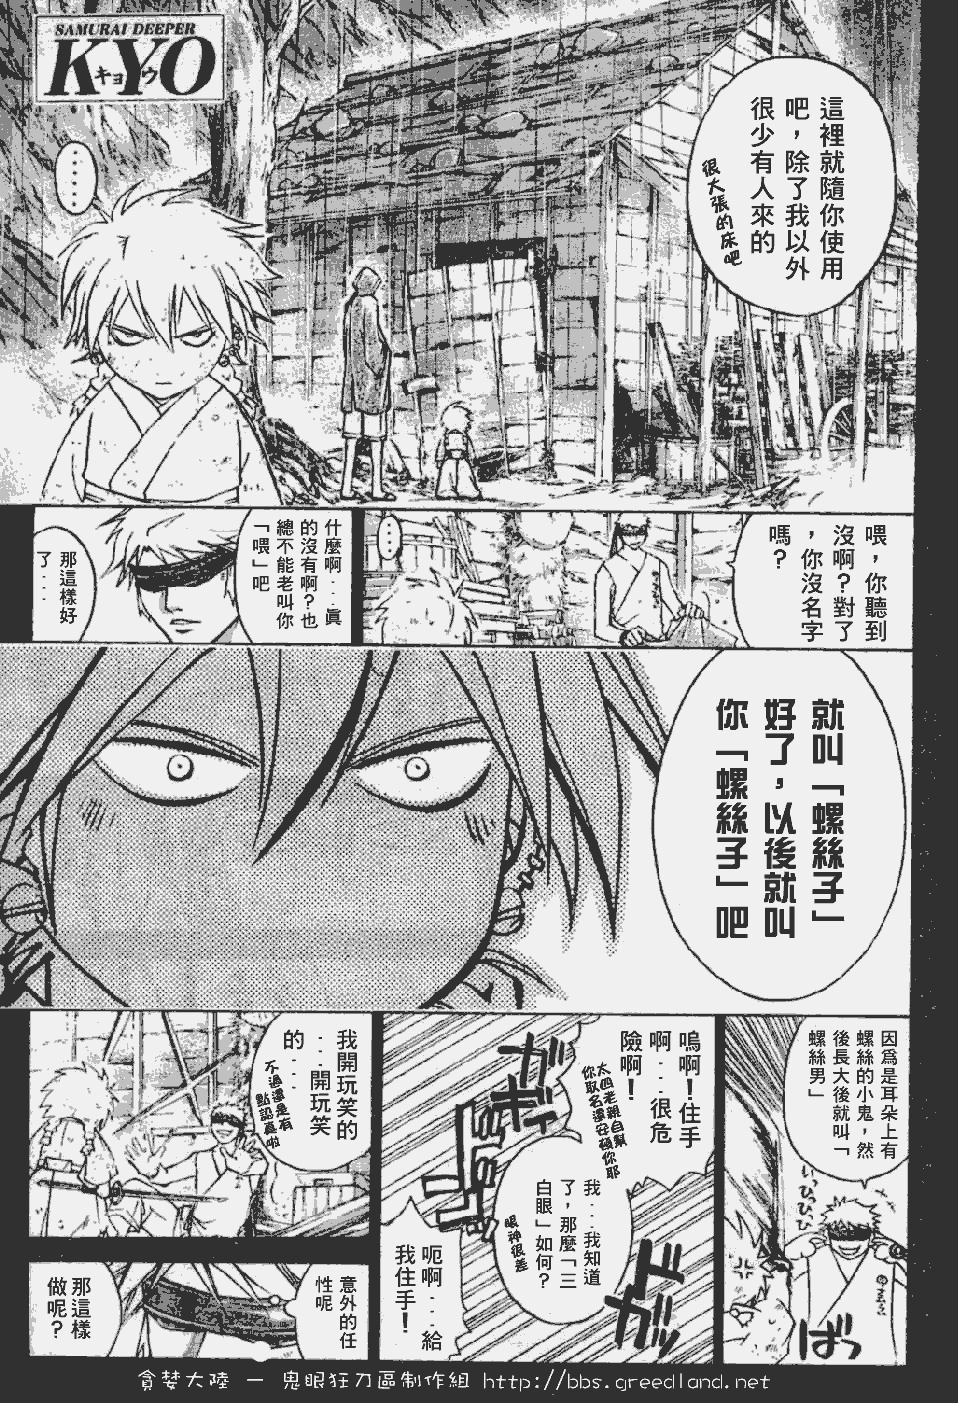 SAMURAI DEEPER
KYO
キョウ
這裡就隨你使用
吧，除了我以外
很少有人來的
很大張的床吧
．．．．．
喂，你聽到
沒啊？對了
，你沒名字
嗎？
．．．
什麼啊．．．真
的沒有啊？也
總不能老叫你
「喂」吧
那這樣好
了．．．．
就叫「螺絲子」
好了，以後就叫
你「螺絲子」吧
因為是耳朵上有
螺絲的小鬼，然
後長大後就叫「
螺絲男」
いっひっひっひ
ばっ
嗚啊！住手
啊．．．很危
險啊！
太四老親自幫
你取名還安頓你耶
我．．．我知道
了，那麼「三
白眼」如何？
眼神很差
呃啊．．．給
我住手！
我開玩笑的
．．．開玩笑
的．．．
不過還是有
點認真啦
意外的任
性呢
那這樣
做呢？
貪婪大陸 — 鬼眼狂刀區制作組 http://bbs.greedland.net